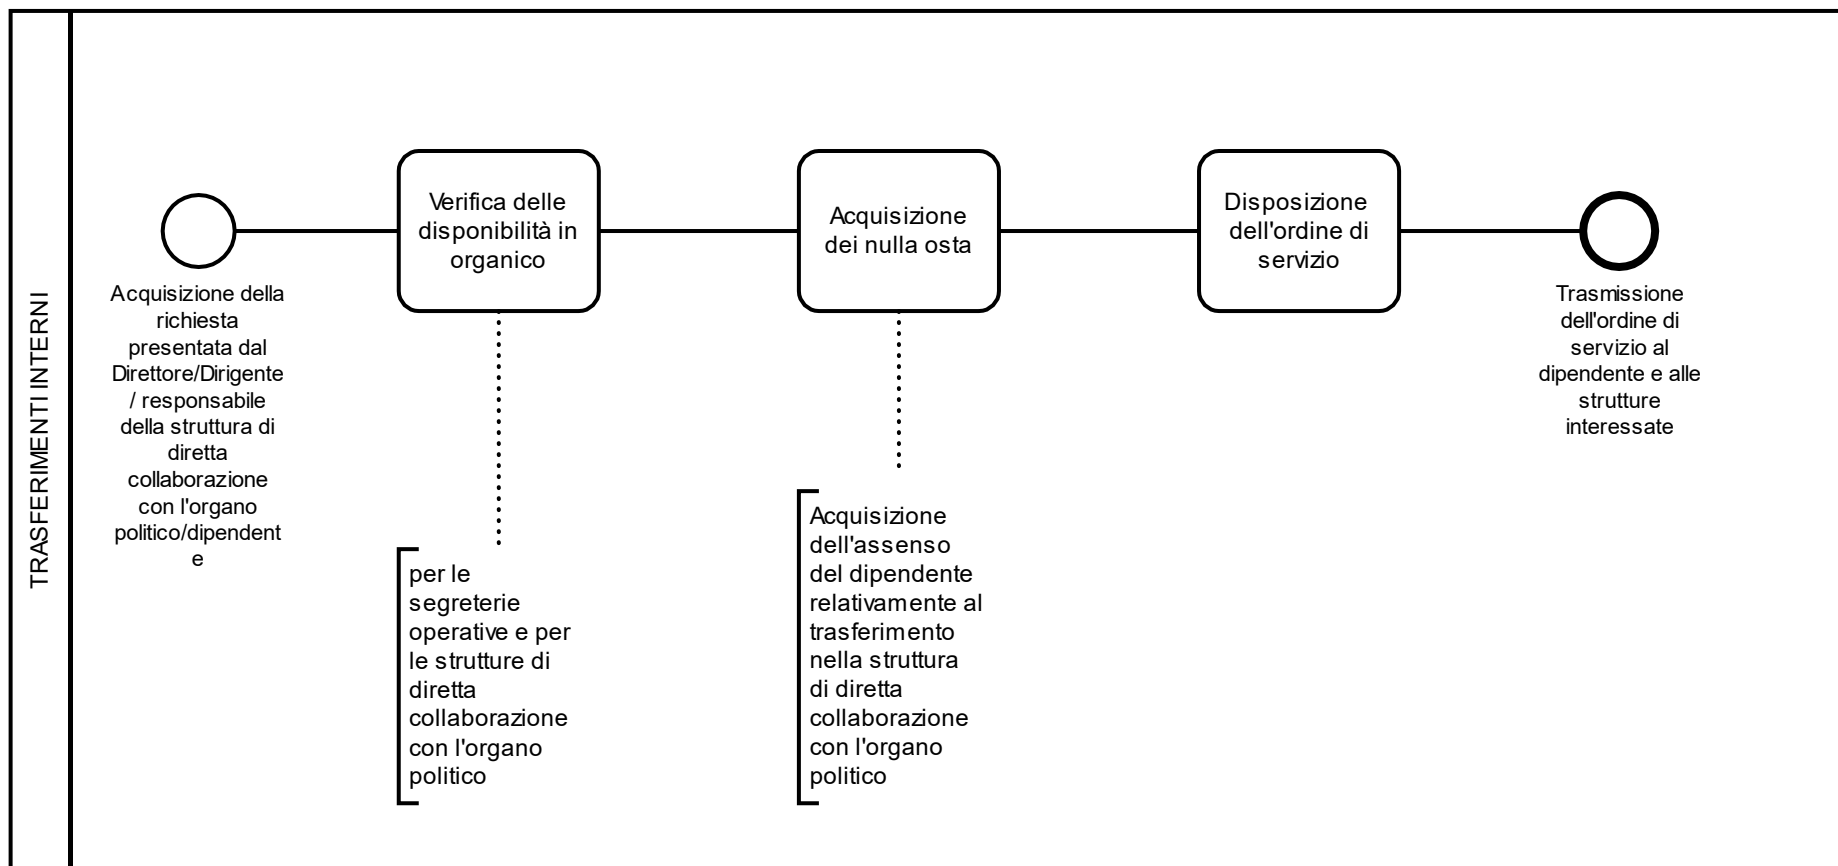 TRASFERIMENTI INTERNI
Acquisizione della
richiesta
presentata dal
Direttore/Dirigente
/ responsabile
della struttura di
diretta
collaborazione
con l'organo
politico/dipendent
e
Verifica delle
disponibilità in
organico
per le
segreterie
operative e per
le strutture di
diretta
collaborazione
con l'organo
politico
Acquisizione
dei nulla osta
Acquisizione
dell'assenso
del dipendente
relativamente al
trasferimento
nella struttura
di diretta
collaborazione
con l'organo
politico
Disposizione
dell'ordine di
servizio
Trasmissione
dell'ordine di
servizio al
dipendente e alle
strutture
interessate